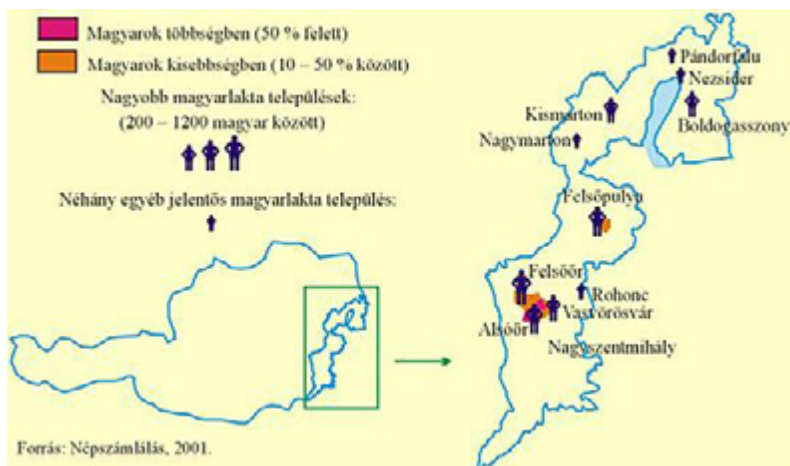 Magyarok többségben (50 % felett)
Magyarok kisebbségben (10 – 50 % között)
Nagyobb magyarlakta települések:
(200 – 1200 magyar között)
Néhány egyéb jelentős magyarlakta település:
Pándorfalu
Nezsider
Kismarton
Boldogasszony
Nagymarton
Felsőpulya
Felsőőr
Rohonc
Vasvörösvár
Alsóőr
Nagyszentmihály
Forrás: Népszámlálás, 2001.